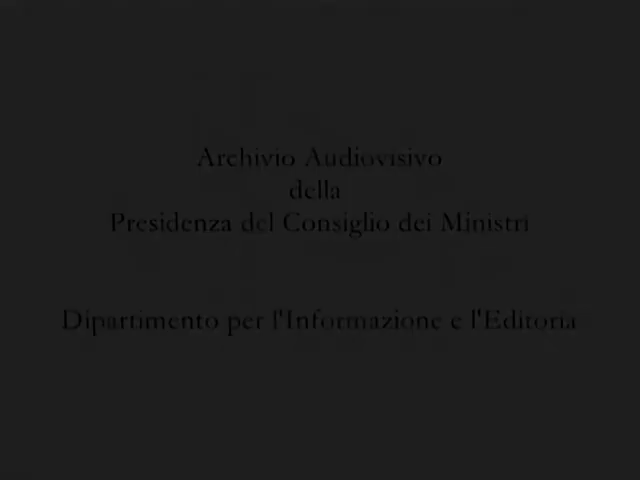 Archivio Audiovisivo
della
Presidenza del Consiglio dei Ministri
Dipartimento per l'Informazione e l'Editoria